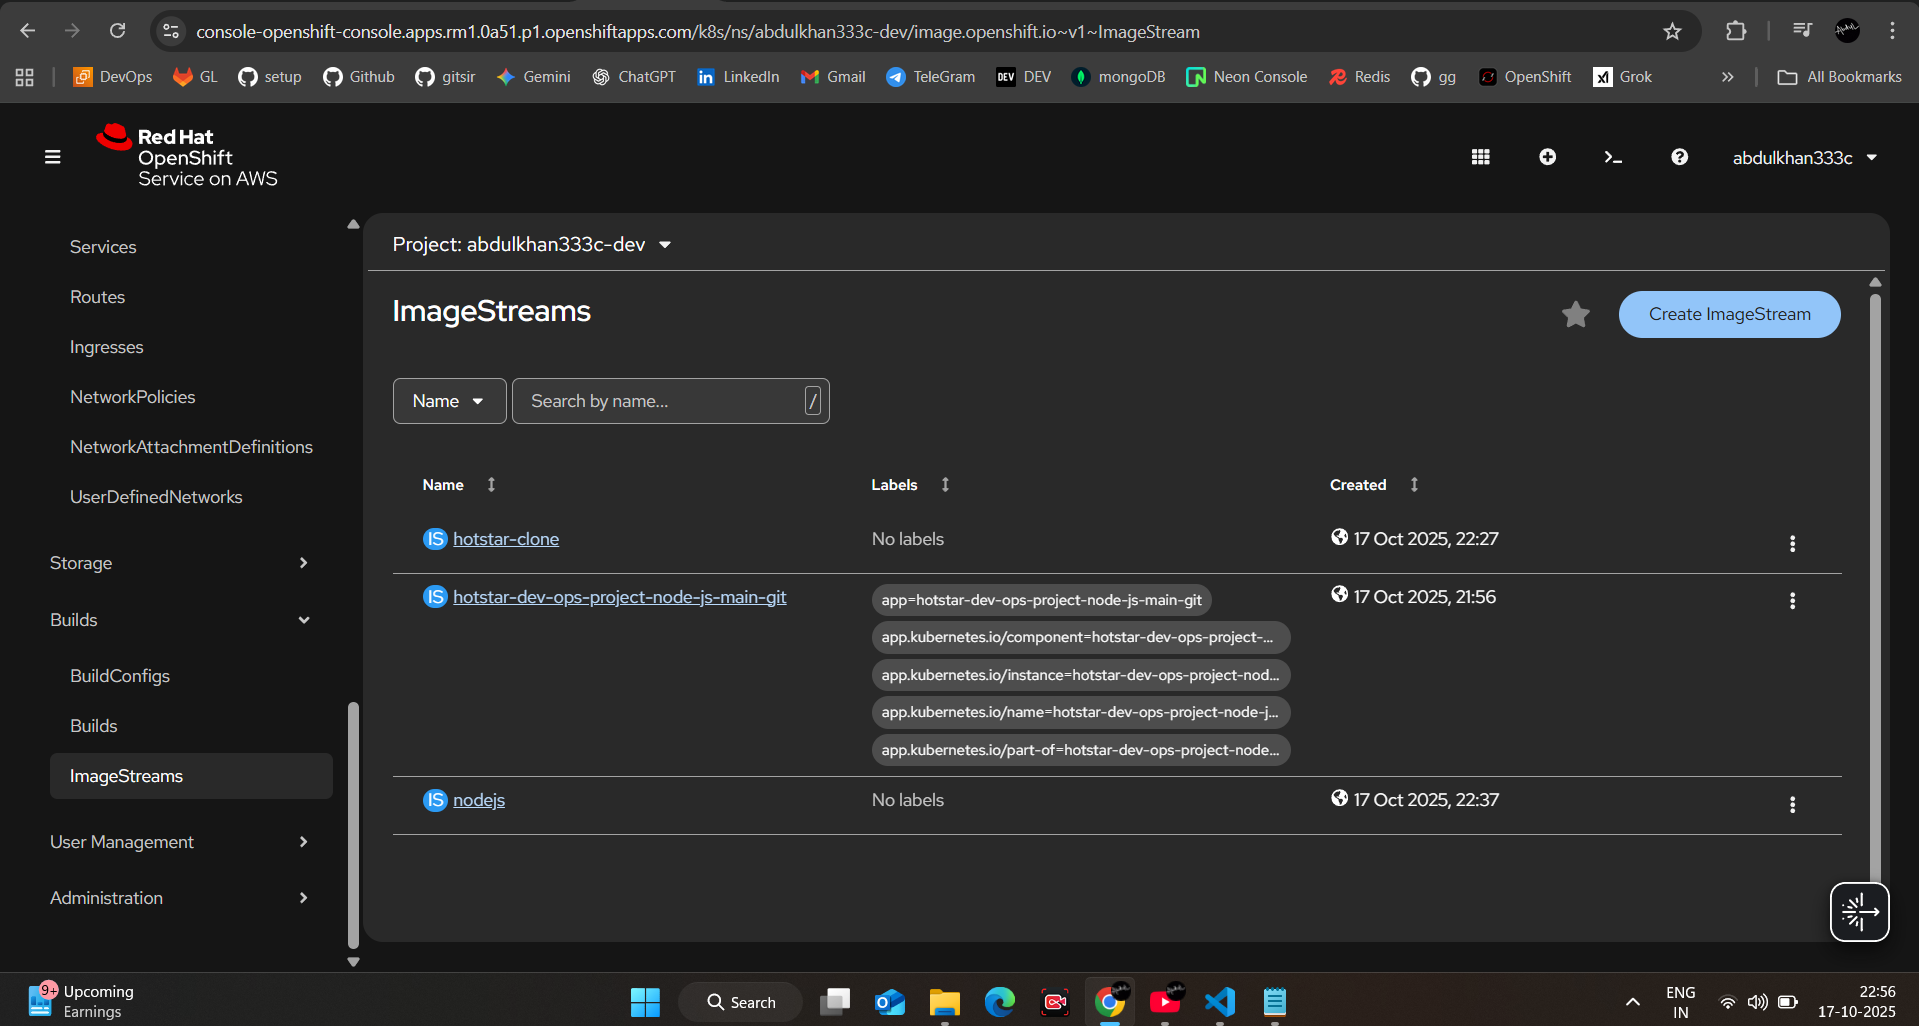 console-openshift-console.apps.rm1.0a51.p1.openshiftapps.com/k8s/ns/abdulkhan333c-dev/image.openshift.io~v1~ImageStream
DevOps GL setup Github gitsir Gemini ChatGPT LinkedIn Gmail TeleGram DEV DEV mongoDB Neon Console Redis gg OpenShift Grok All Bookmarks
Red Hat
OpenShift
Service on AWS
abdulkhan333c
Services
Routes
Ingresses
NetworkPolicies
NetworkAttachmentDefinitions
UserDefinedNetworks
Storage
Builds
BuildConfigs
Builds
ImageStreams
User Management
Administration
Project: abdulkhan333c-dev
ImageStreams
Create ImageStream
Name
Search by name...
/
Name Labels Created
IS hotstar-clone No labels 17 Oct 2025, 22:27
IS hotstar-dev-ops-project-node-js-main-git app=hotstar-dev-ops-project-node-js-main-git 17 Oct 2025, 21:56
app.kubernetes.io/component=hotstar-dev-ops-project-...
app.kubernetes.io/instance=hotstar-dev-ops-project-nod...
app.kubernetes.io/name=hotstar-dev-ops-project-node-j...
app.kubernetes.io/part-of=hotstar-dev-ops-project-node...
IS nodejs No labels 17 Oct 2025, 22:37
9+
Upcoming
Earnings
Search
ENG
IN
22:56
17-10-2025